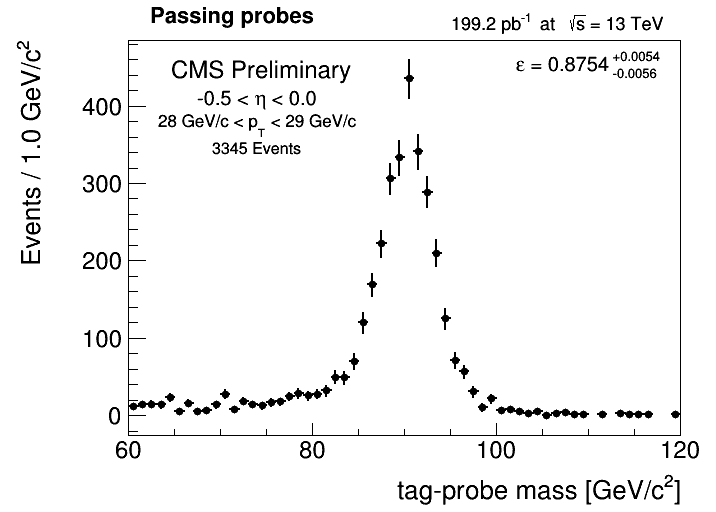 Passing probes
199.2 pb⁻¹ at √s = 13 TeV
CMS Preliminary
-0.5 < η < 0.0
28 GeV/c < p_T < 29 GeV/c
3345 Events
ε = 0.8754 +0.0054 -0.0056
Events / 1.0 GeV/c²
400
300
200
100
0
60 80 100 120
tag-probe mass [GeV/c²]